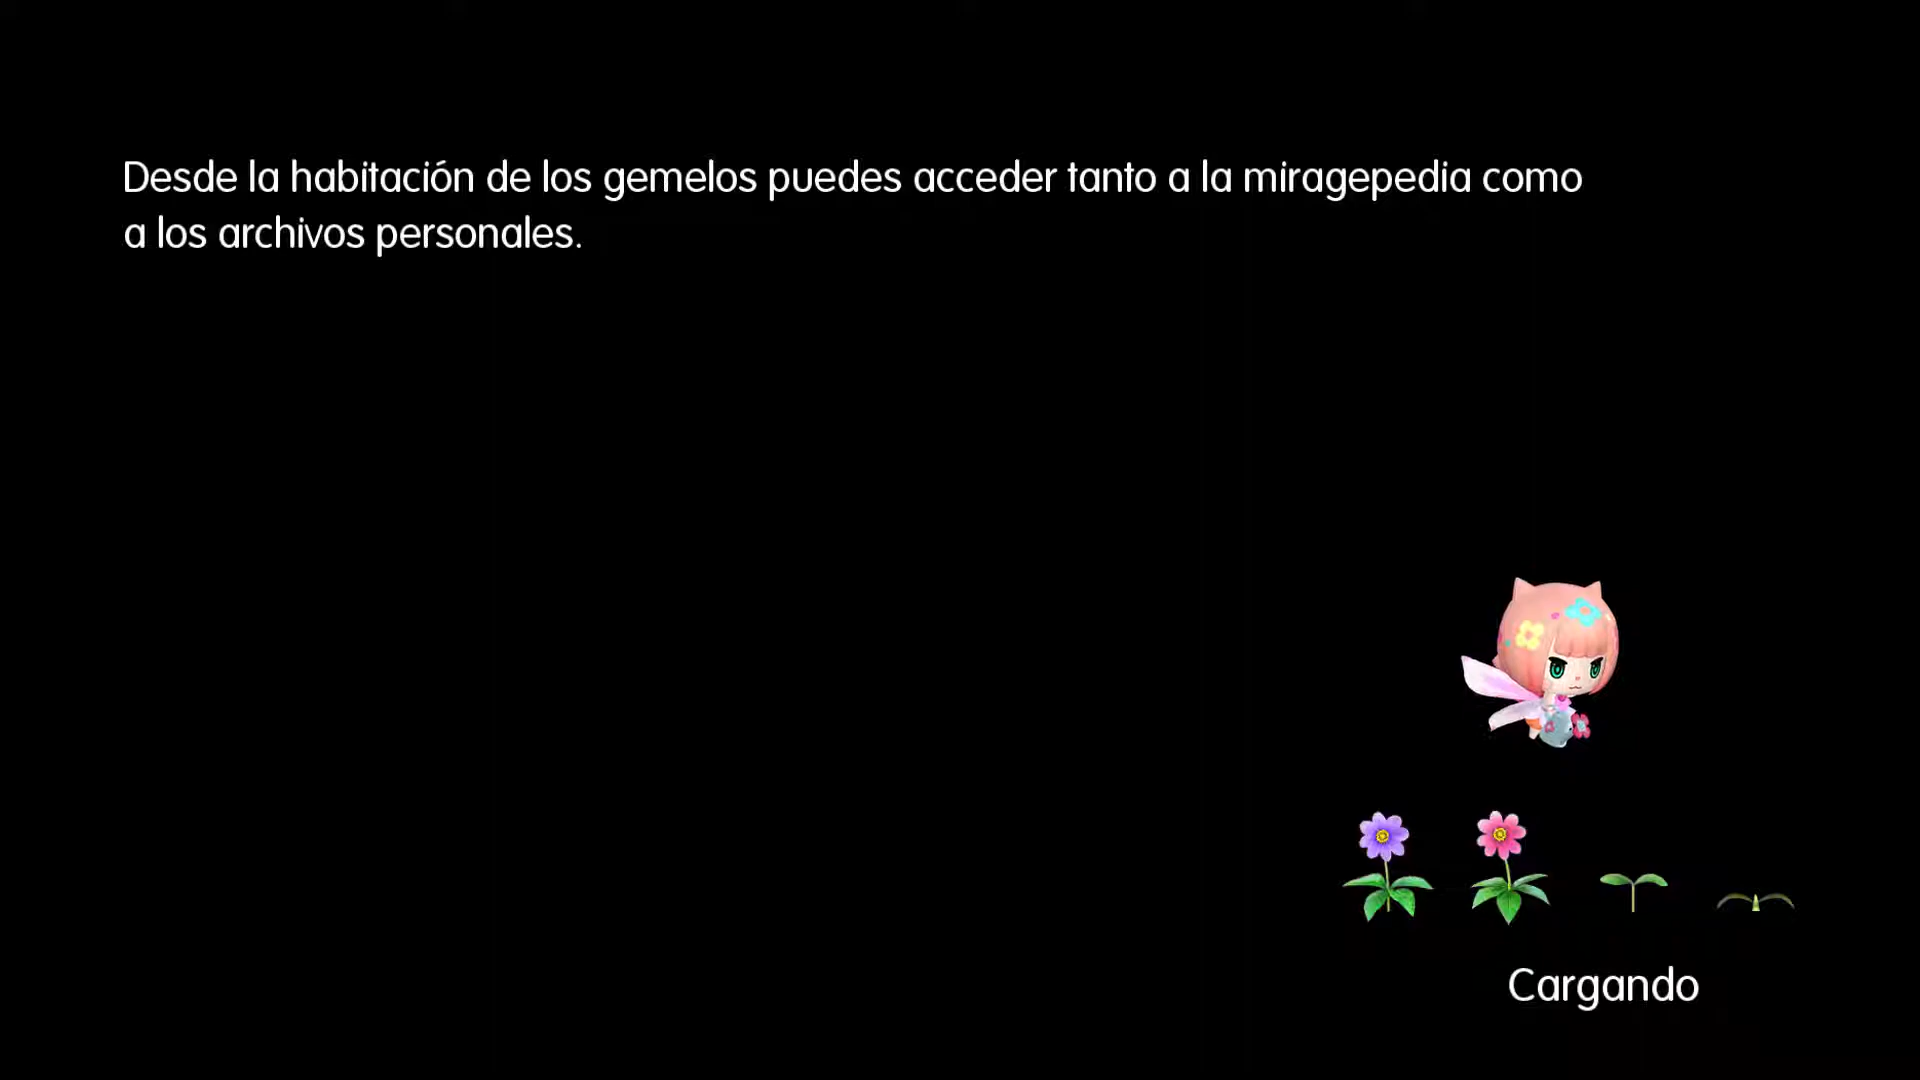 Desde la habitación de los gemelos puedes acceder tanto a la miragepedia como
a los archivos personales.
Cargando